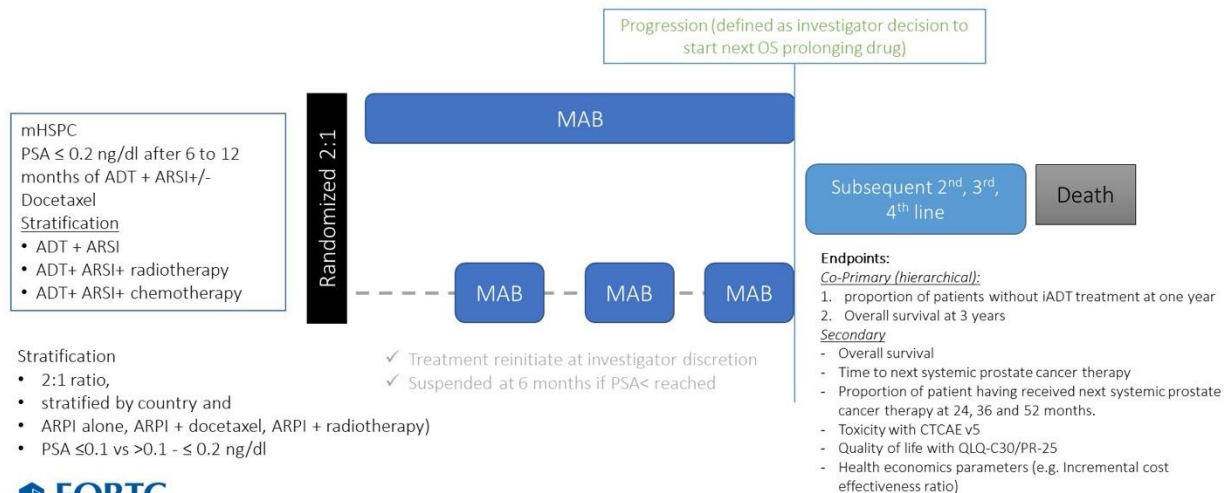 Progression (defined as investigator decision to
start next OS prolonging drug)
mHSPC
PSA ≤ 0.2 ng/dl after 6 to 12
months of ADT + ARSI+/-
Docetaxel
Stratification
• ADT + ARSI
• ADT+ ARSI+ radiotherapy
• ADT+ ARSI+ chemotherapy
Randomized 2:1
MAB
MAB
MAB
MAB
Subsequent 2nd, 3rd,
4th line
Death
✓ Treatment reinitiate at investigator discretion
✓ Suspended at 6 months if PSA< reached
Stratification
• 2:1 ratio,
• stratified by country and
• ARPI alone, ARPI + docetaxel, ARPI + radiotherapy)
• PSA ≤0.1 vs >0.1 - ≤ 0.2 ng/dl
Endpoints:
Co-Primary (hierarchical):
1. proportion of patients without iADT treatment at one year
2. Overall survival at 3 years
Secondary
- Overall survival
- Time to next systemic prostate cancer therapy
- Proportion of patient having received next systemic prostate
cancer therapy at 24, 36 and 52 months.
- Toxicity with CTCAE v5
- Quality of life with QLQ-C30/PR-25
- Health economics parameters (e.g. Incremental cost
effectiveness ratio)
EORTC